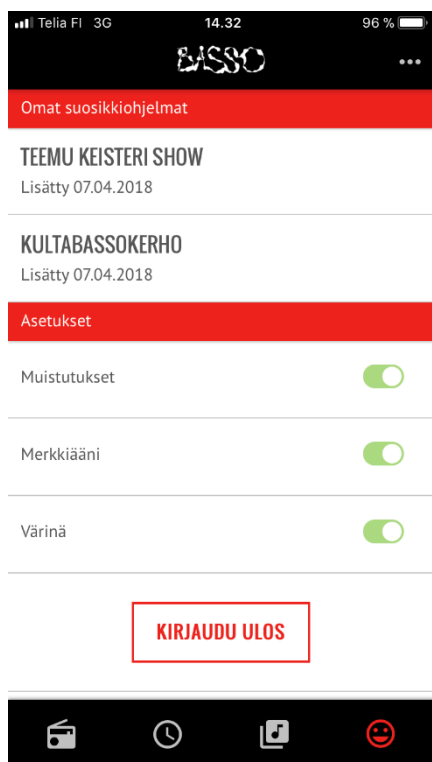 Telia FI 3G 14.32 96 %
BASSO
Omat suosikkiohjelmat
TEEMU KEISTERI SHOW
Lisätty 07.04.2018
KULTABASSOKERHO
Lisätty 07.04.2018
Asetukset
Muistutukset
Merkkiääni
Värinä
KIRJAUDU ULOS